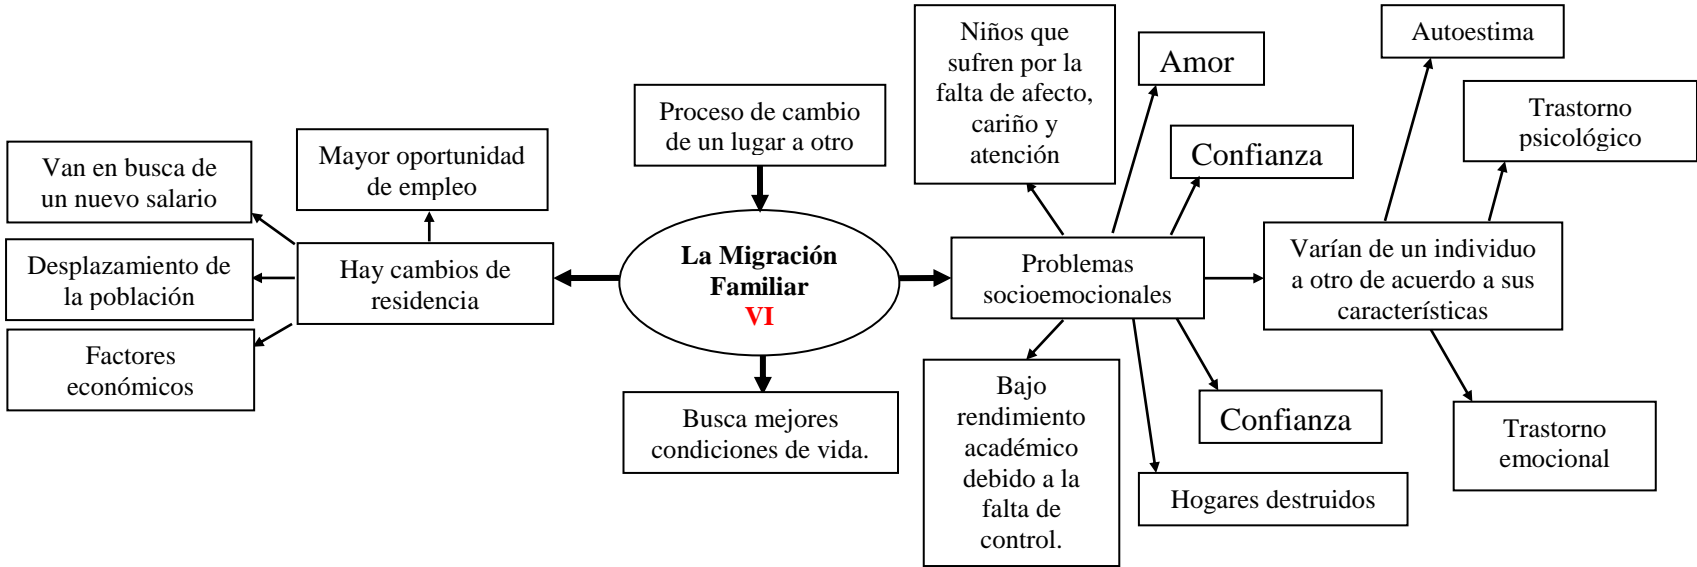 Van en busca de
un nuevo salario
Desplazamiento de
la población
Factores
económicos
Mayor oportunidad
de empleo
Hay cambios de
residencia
Proceso de cambio
de un lugar a otro
La Migración
Familiar
VI
Busca mejores
condiciones de vida.
Niños que
sufren por la
falta de afecto,
cariño y
atención
Amor
Confianza
Problemas
socioemocionales
Bajo
rendimiento
académico
debido a la
falta de
control.
Confianza
Hogares destruidos
Autoestima
Trastorno
psicológico
Varían de un individuo
a otro de acuerdo a sus
características
Trastorno
emocional